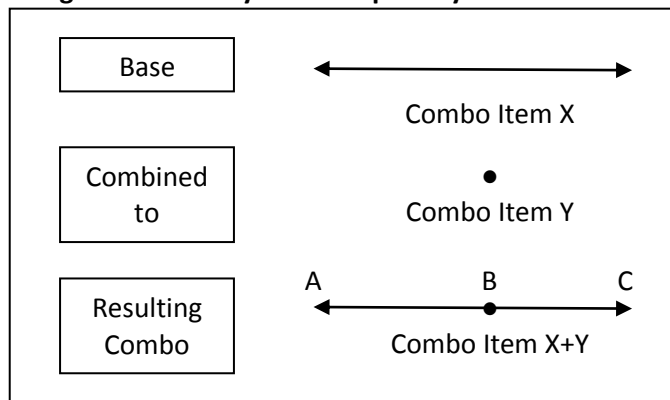 Base
Combo Item X
Combined
to
Combo Item Y
A B C
Resulting
Combo
Combo Item X+Y